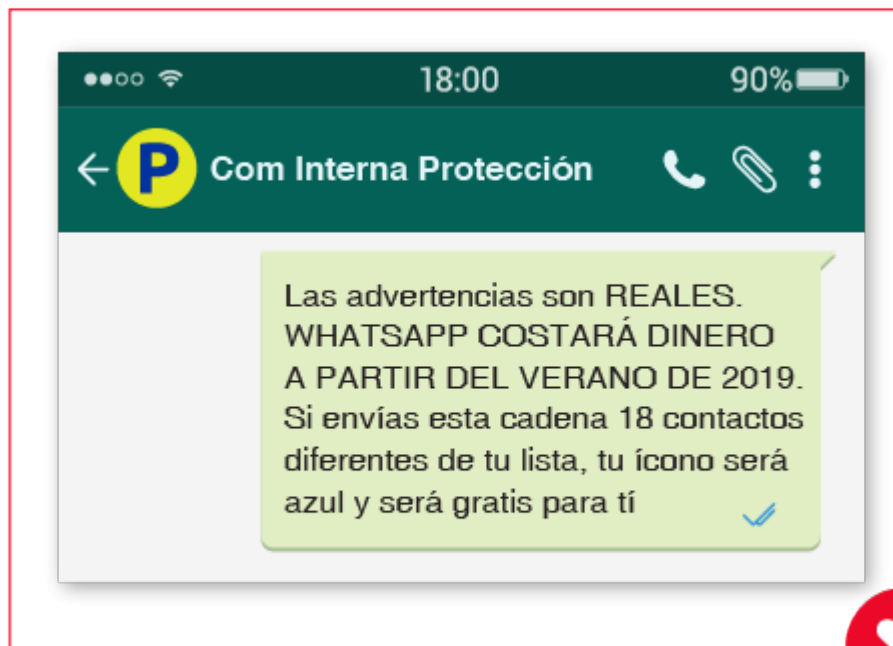 18:00
90%
P
Com Interna Protección
Las advertencias son REALES.
WHATSAPP COSTARÁ DINERO
A PARTIR DEL VERANO DE 2019.
Si envías esta cadena 18 contactos
diferentes de tu lista, tu ícono será
azul y será gratis para tí